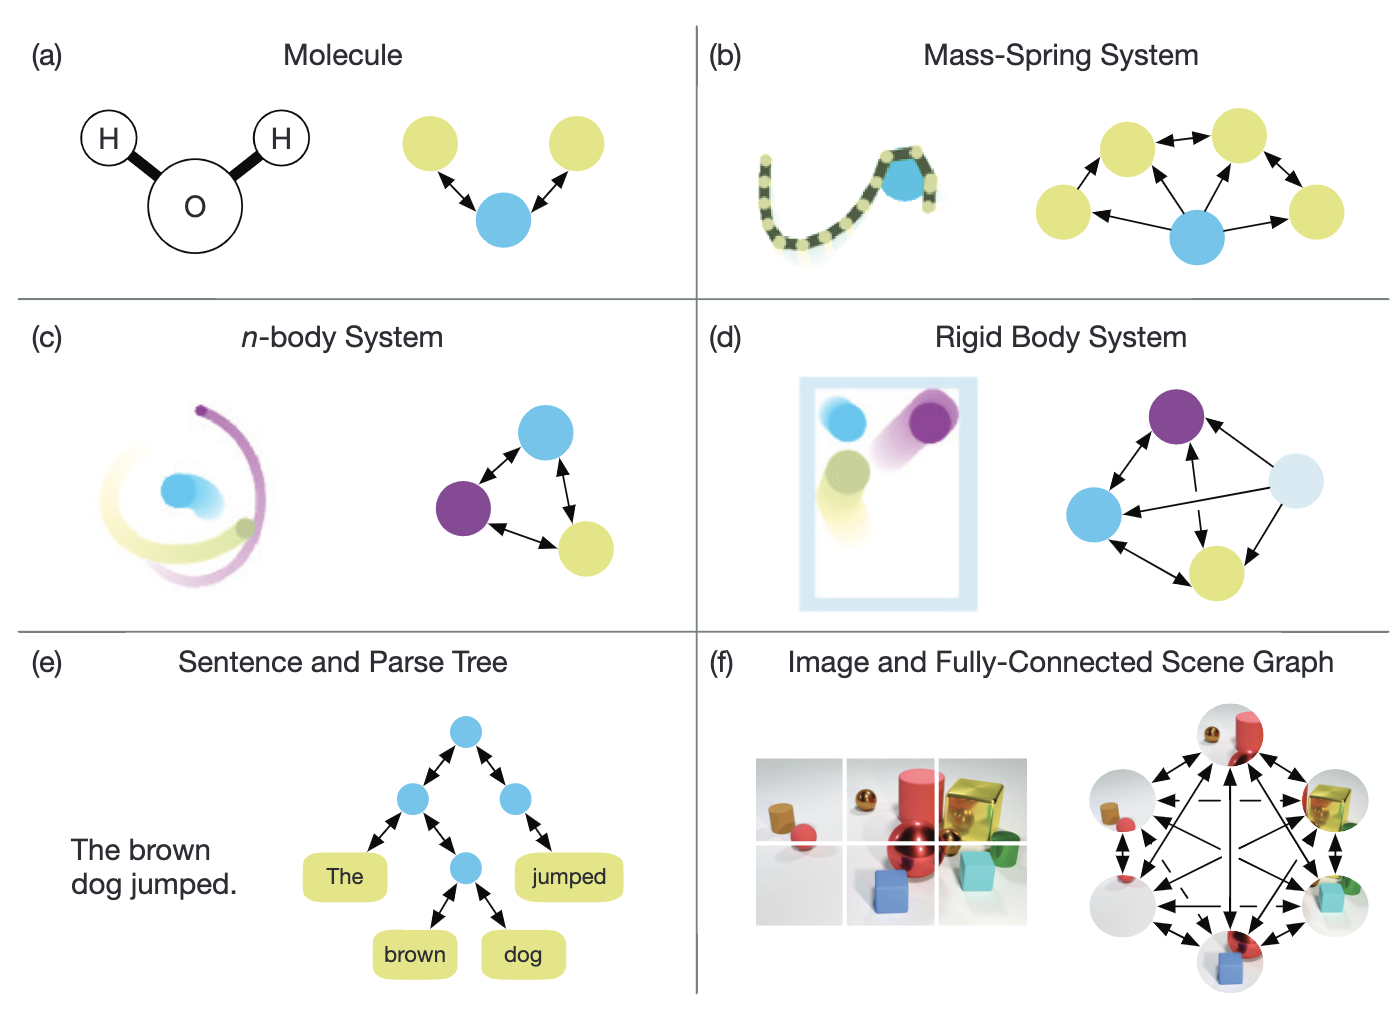 (a)
Molecule
H
H
O
(b)
Mass-Spring System
(c)
n-body System
(d)
Rigid Body System
(e)
Sentence and Parse Tree
The brown
dog jumped.
The
jumped
brown
dog
(f)
Image and Fully-Connected Scene Graph